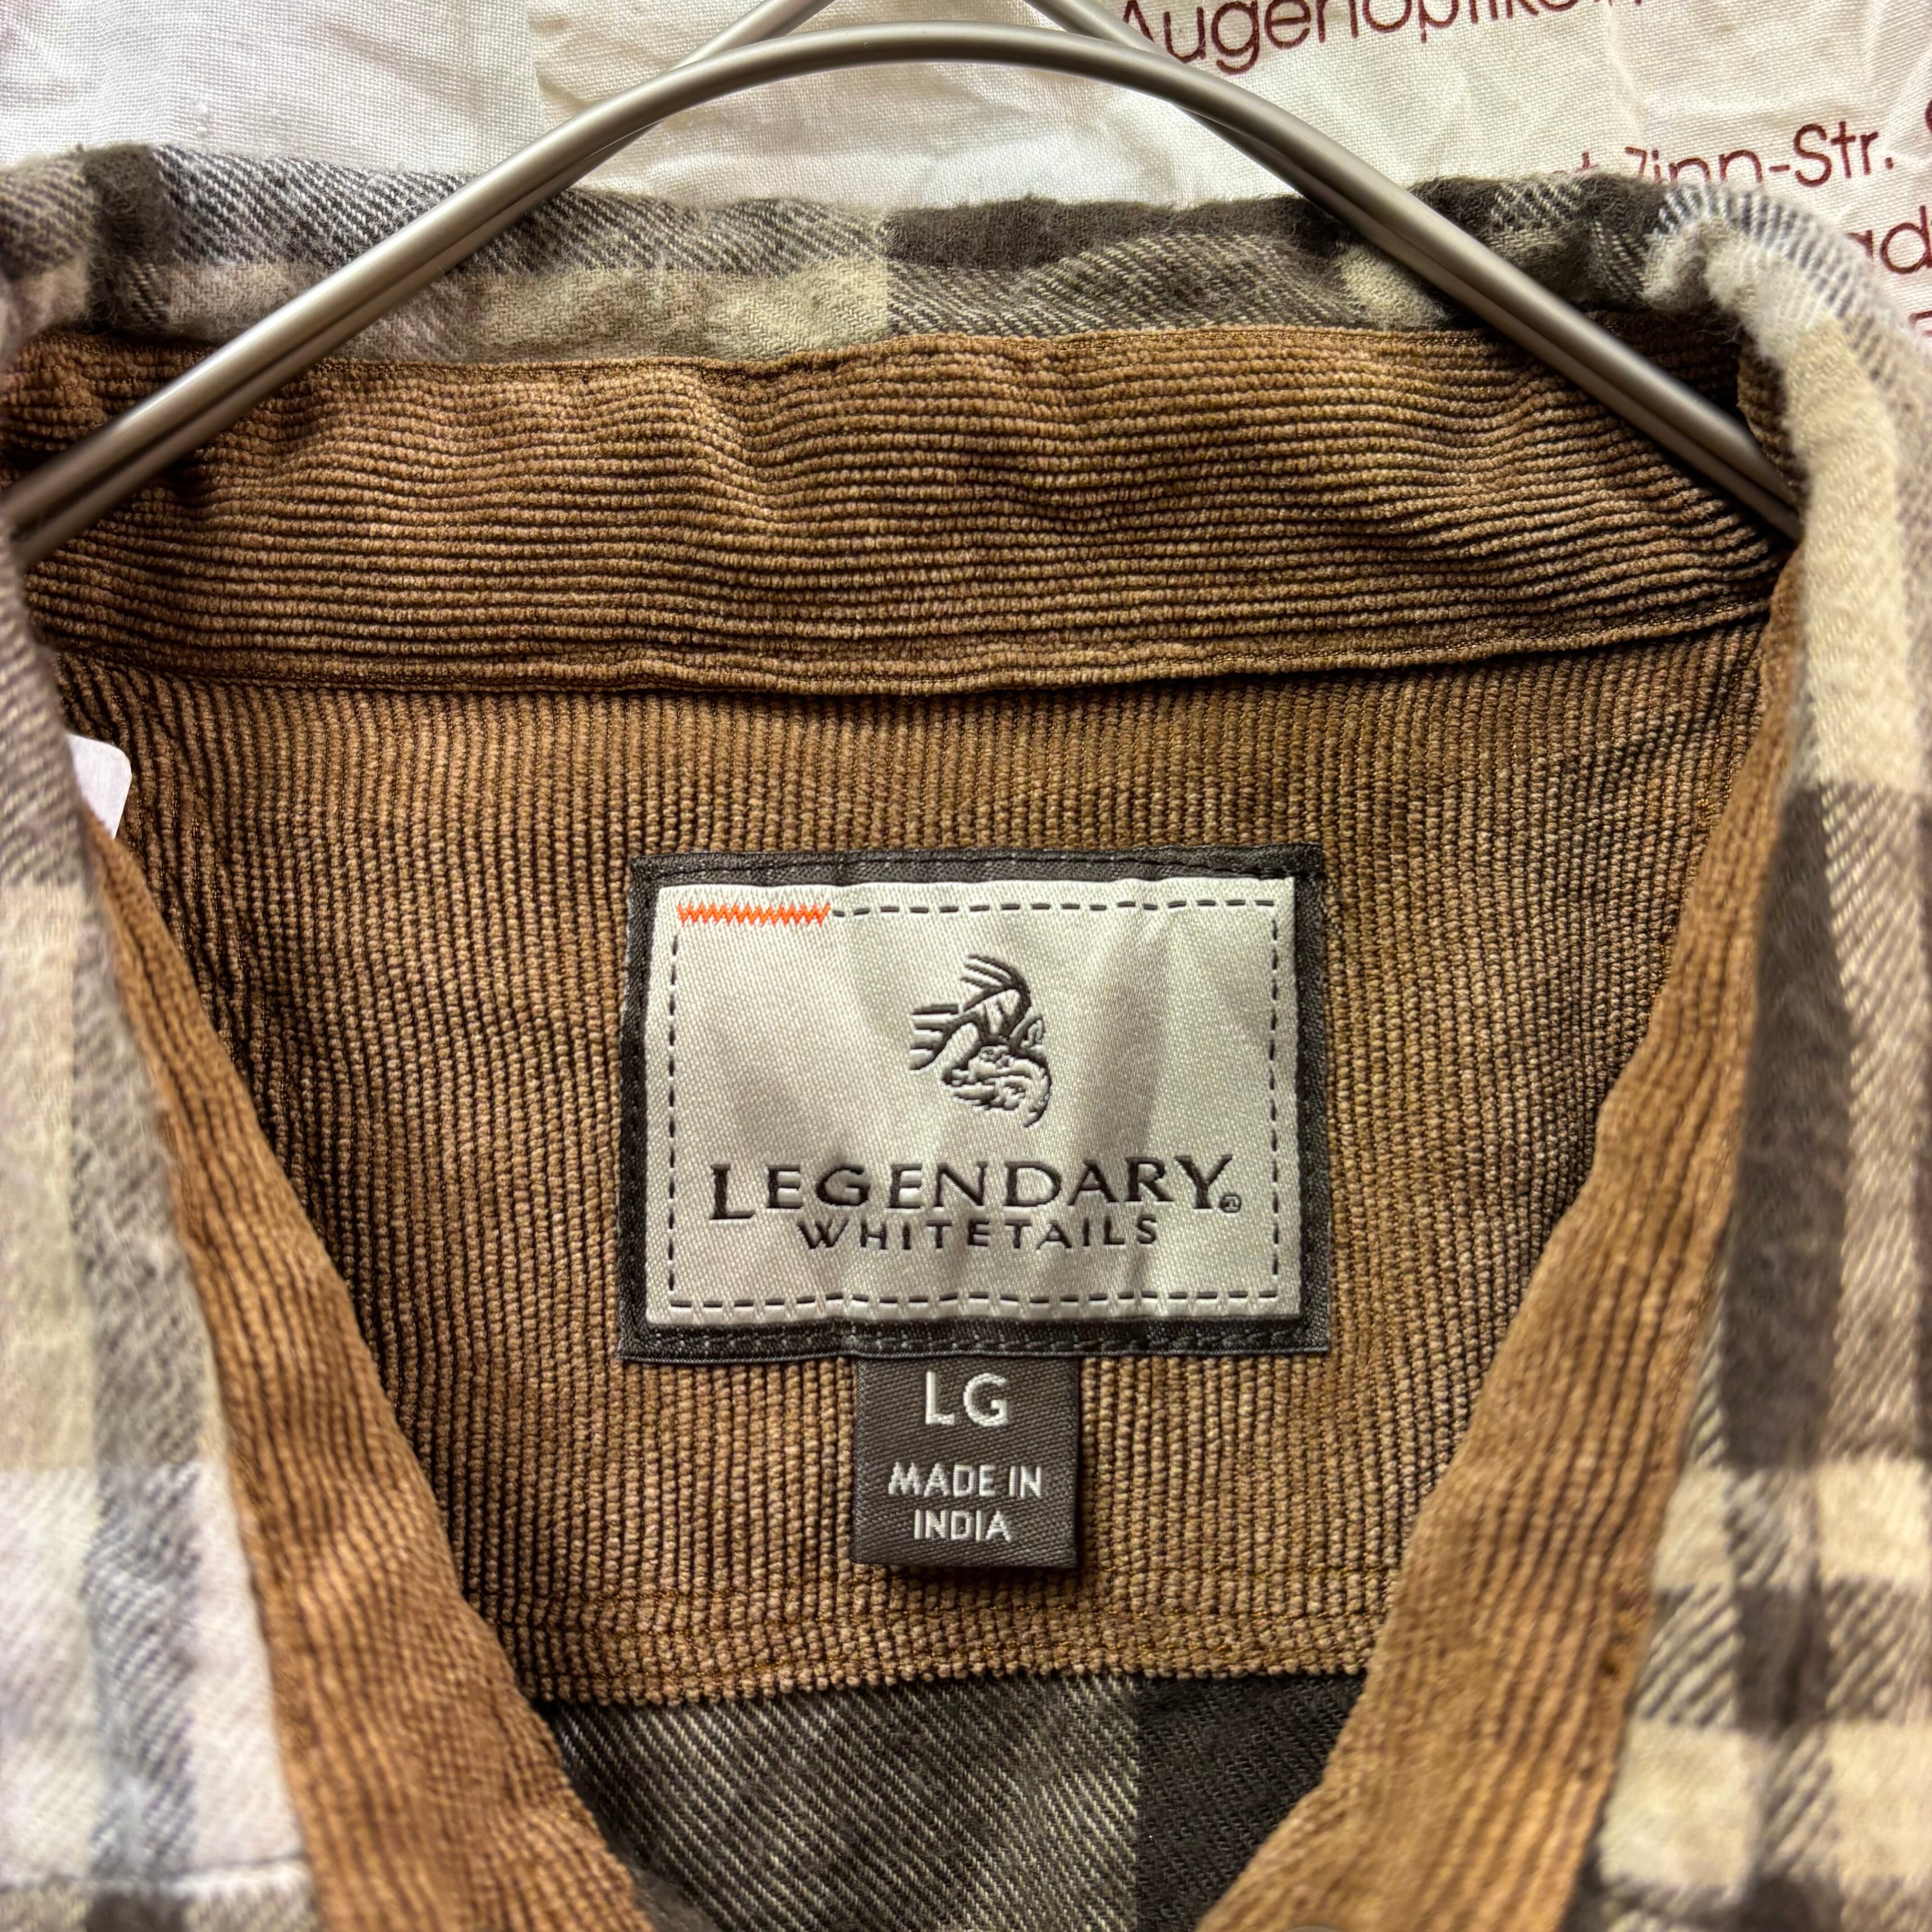 Augenoptiker
Zinn-Str.
LEGENDARY®
WHITETAILS
LG
MADE IN
INDIA